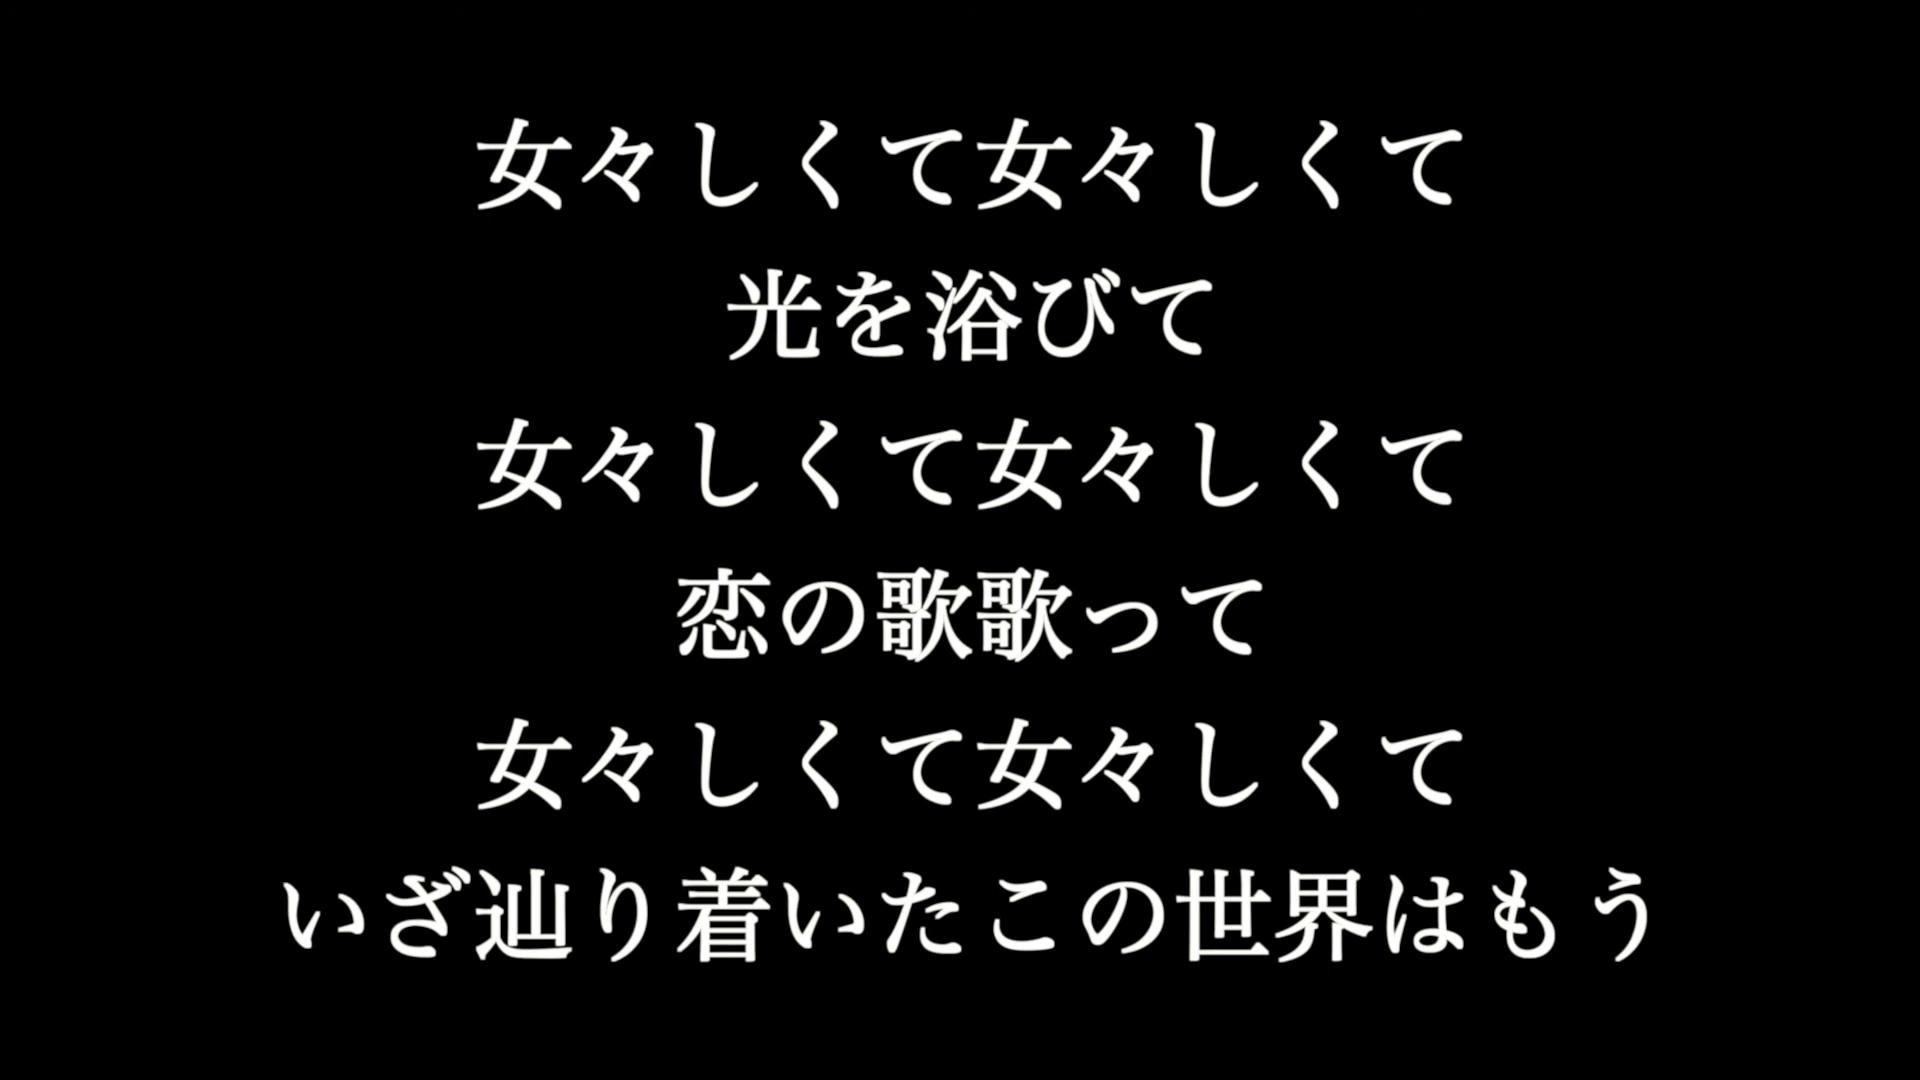 女々しくて女々しくて
光を浴びて
女々しくて女々しくて
恋の歌歌って
女々しくて女々しくて
いざ辿り着いたこの世界はもう